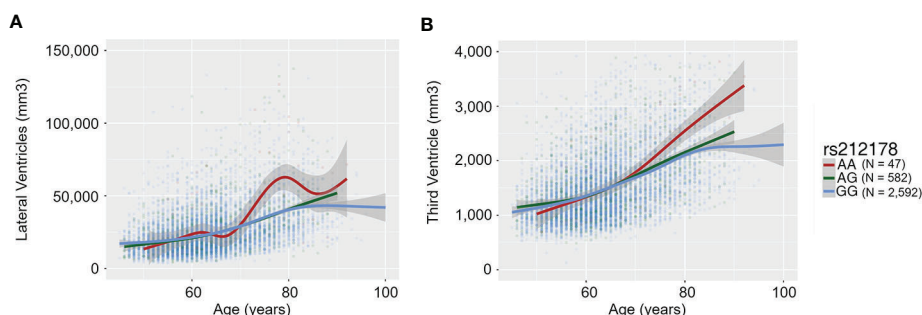 A
150,000
100,000
50,000
0
Lateral Ventricles (mm3)
60
80
100
Age (years)
B
4,000
3,000
2,000
1,000
0
Third Ventricle (mm3)
60
80
100
Age (years)
rs212178
AA (N = 47)
AG (N = 582)
GG (N = 2,592)